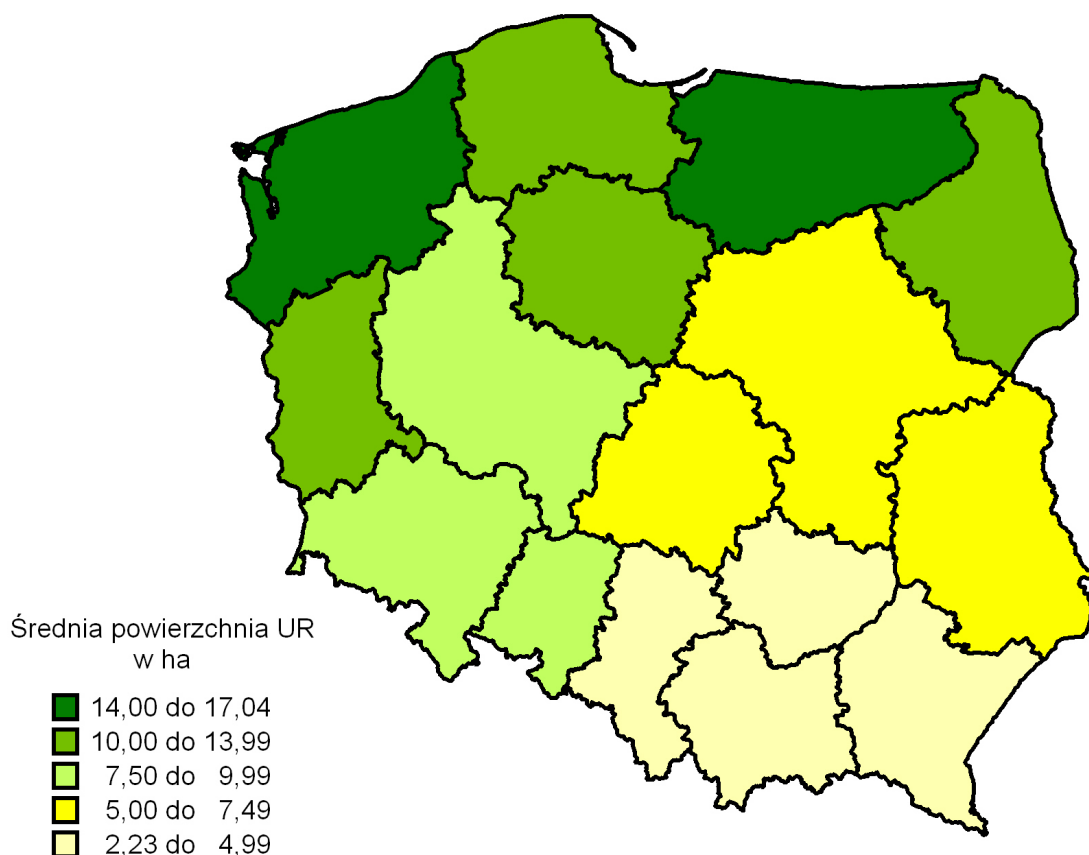 Średnia powierzchnia UR
w ha
14,00 do 17,04
10,00 do 13,99
7,50 do 9,99
5,00 do 7,49
2,23 do 4,99